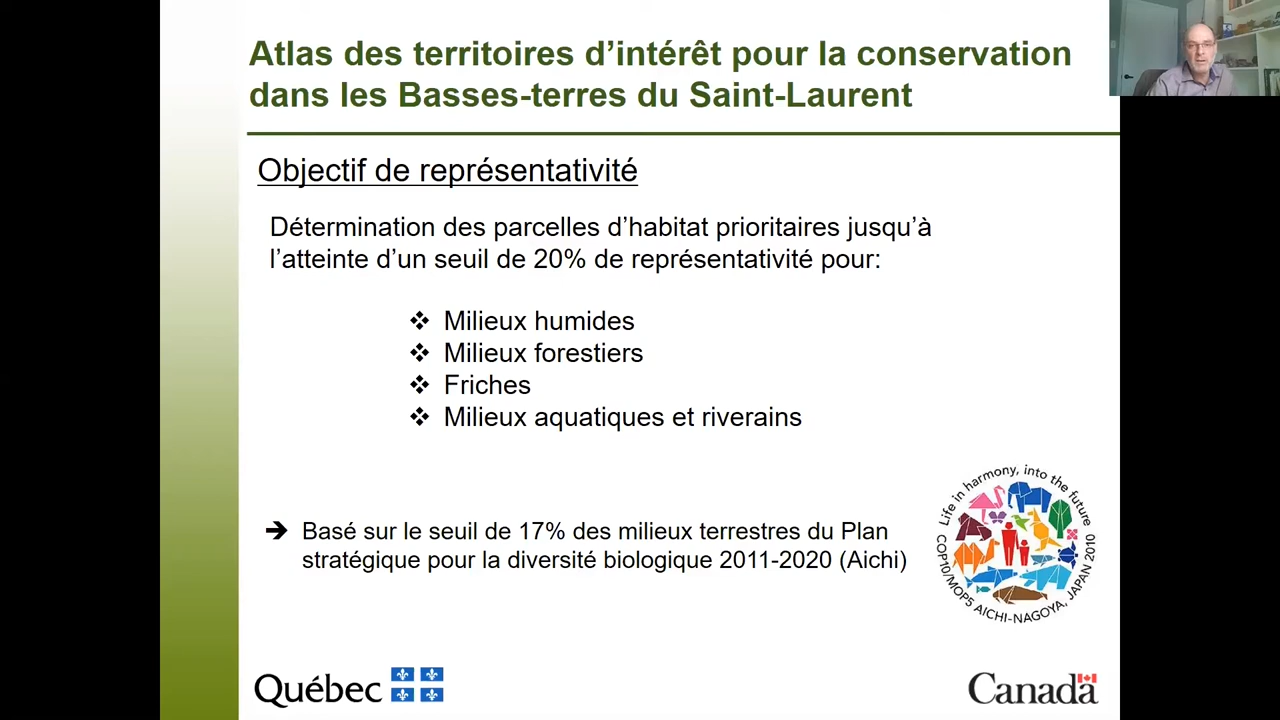 Atlas des territoires d’intérêt pour la conservation
dans les Basses-terres du Saint-Laurent
Objectif de représentativité
Détermination des parcelles d’habitat prioritaires jusqu’à
l’atteinte d’un seuil de 20% de représentativité pour:
❖ Milieux humides
❖ Milieux forestiers
❖ Friches
❖ Milieux aquatiques et riverains
➔ Basé sur le seuil de 17% des milieux terrestres du Plan
stratégique pour la diversité biologique 2011-2020 (Aichi)
Life in harmony, into the future
COP10/MOP5 AICHI-NAGOYA, JAPAN 2010
Québec
Canada